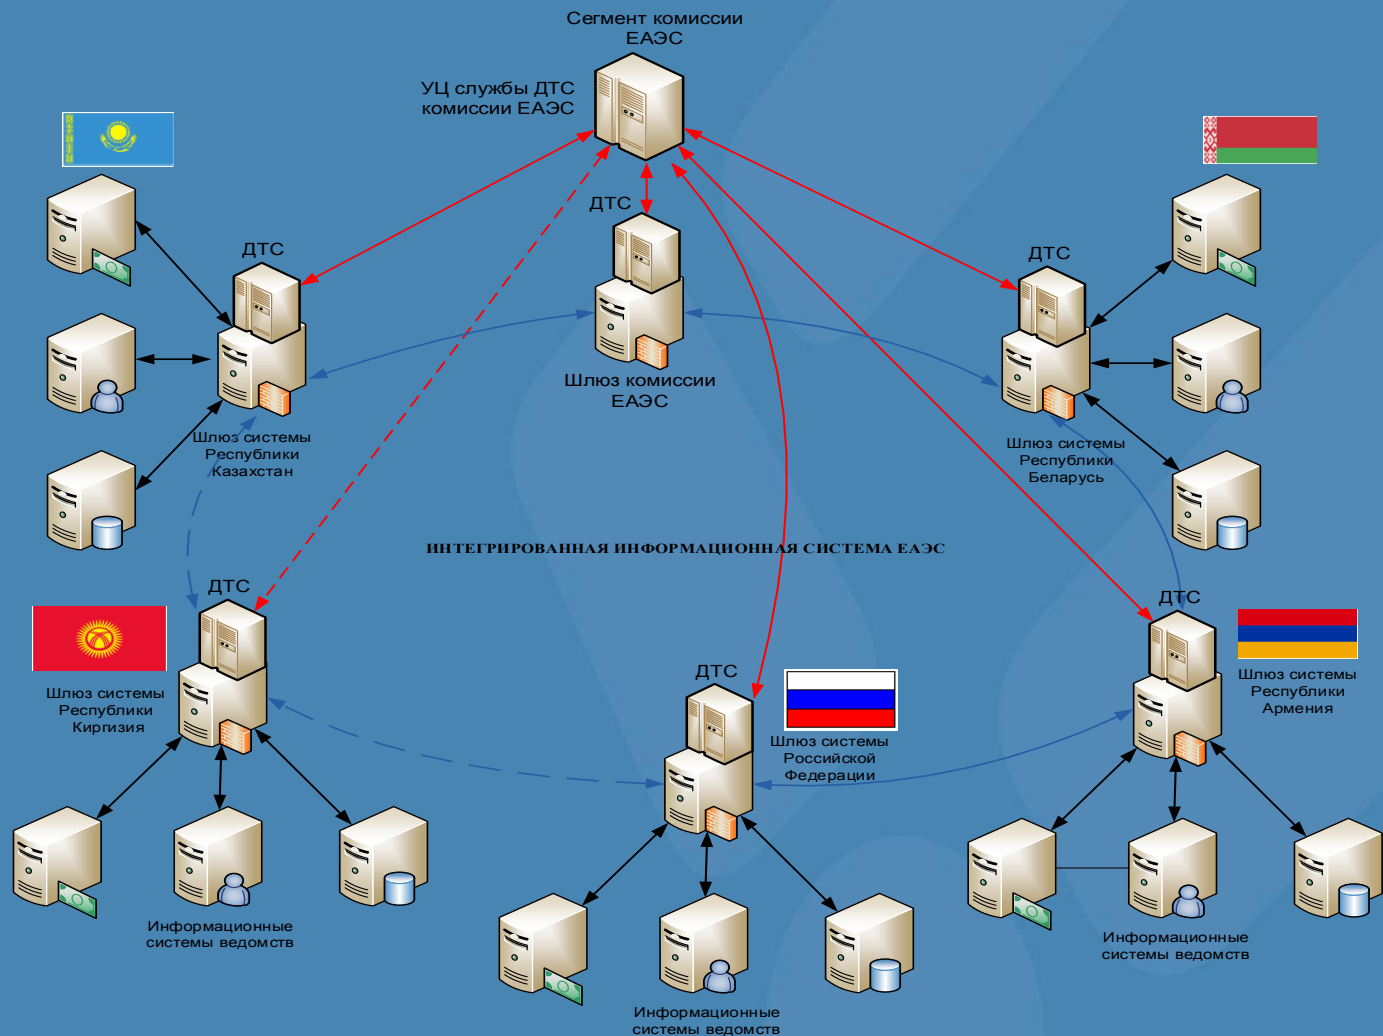 Сегмент комиссии
ЕАЭС
УЦ службы ДТС
комиссии ЕАЭС
ДТС
ДТС
ДТС
Шлюз комиссии
ЕАЭС
Шлюз системы
Республики
Казахстан
Шлюз системы
Республики
Беларусь
ИНТЕГРИРОВАННАЯ ИНФОРМАЦИОННАЯ СИСТЕМА ЕАЭС
ДТС
ДТС
ДТС
Шлюз системы
Республики
Киргизия
Шлюз системы
Российской
Федерации
Шлюз системы
Республики
Армения
Информационные
системы ведомств
Информационные
системы ведомств
Информационные
системы ведомств